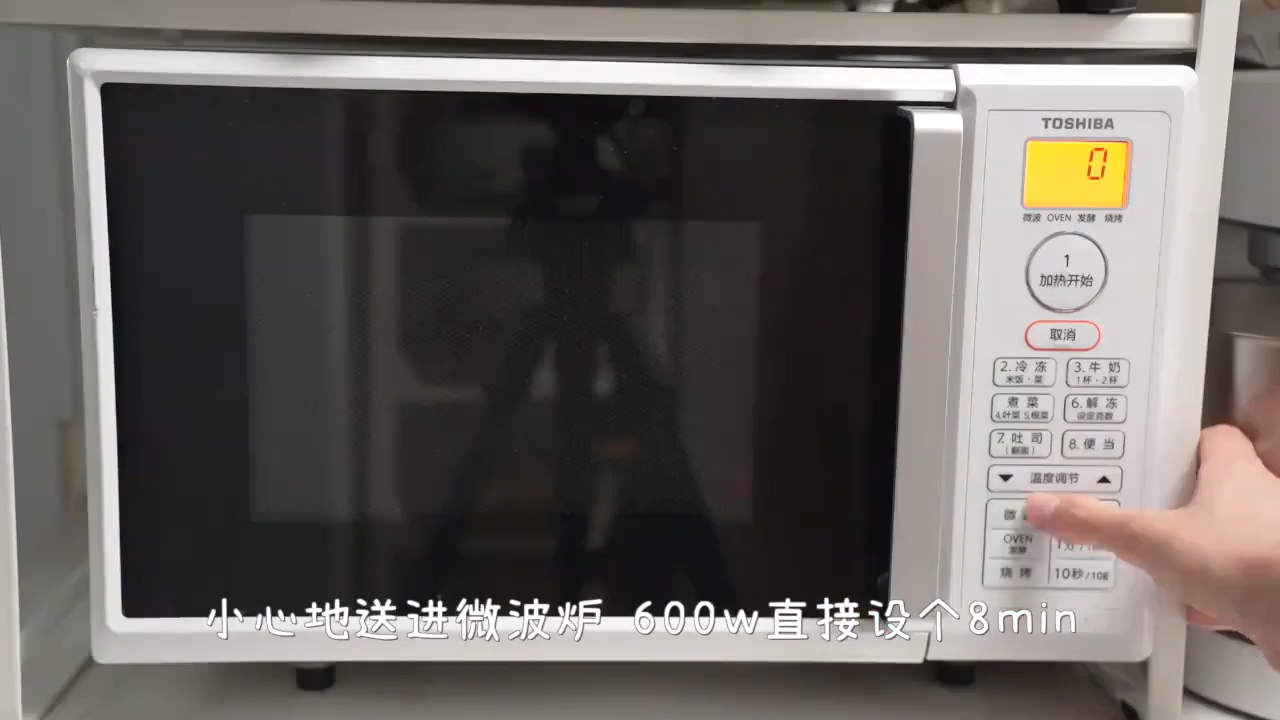 TOSHIBA
0
微波 OVEN 发酵 烧烤
1
加热开始
取消
2.冷 冻
米饭·菜
3.牛 奶
1杯·2杯
煮 菜
4.叶菜 5.根菜
6.解 冻
设定克数
7.吐 司
(翻面)
8.便 当
▼ 温度调节 ▲
微
OVEN
发酵
烧 烤
10秒/10克
小心地送进微波炉 600w直接设个8min